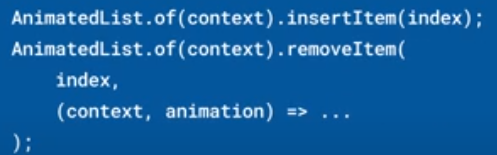 AnimatedList.of(context).insertItem(index);
AnimatedList.of(context).removeItem(
    index,
    (context, animation) => ...
);